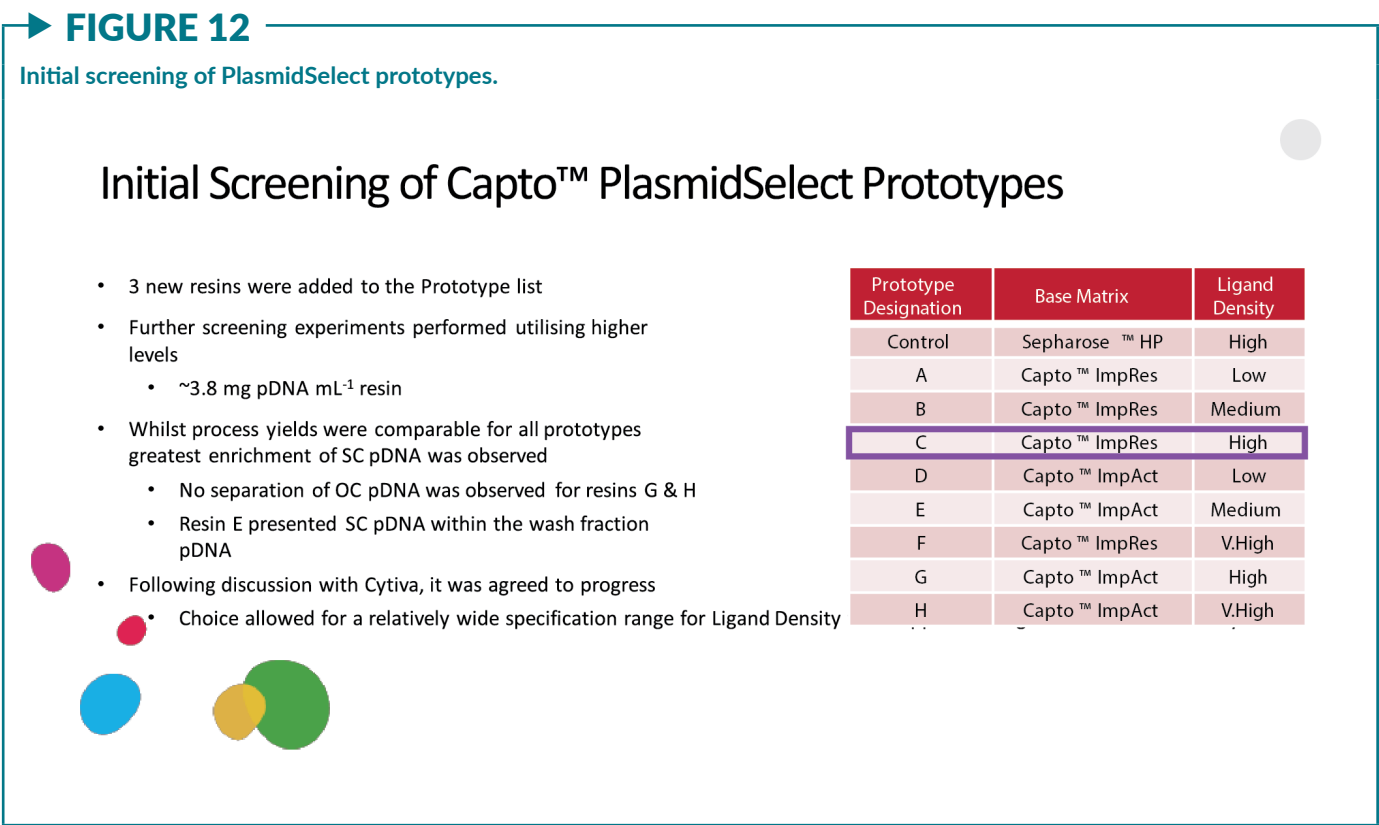 FIGURE 12
Initial screening of PlasmidSelect prototypes.
Initial Screening of Capto™ PlasmidSelect Prototypes
• 3 new resins were added to the Prototype list
• Further screening experiments performed utilising higher
levels
• ~3.8 mg pDNA mL⁻¹ resin
• Whilst process yields were comparable for all prototypes
greatest enrichment of SC pDNA was observed
• No separation of OC pDNA was observed for resins G & H
• Resin E presented SC pDNA within the wash fraction
pDNA
• Following discussion with Cytiva, it was agreed to progress
• Choice allowed for a relatively wide specification range for Ligand Density
Prototype Designation Base Matrix Ligand Density
Control Sepharose ™ HP High
A Capto ™ ImpRes Low
B Capto ™ ImpRes Medium
C Capto ™ ImpRes High
D Capto ™ ImpAct Low
E Capto ™ ImpAct Medium
F Capto ™ ImpRes V.High
G Capto ™ ImpAct High
H Capto ™ ImpAct V.High